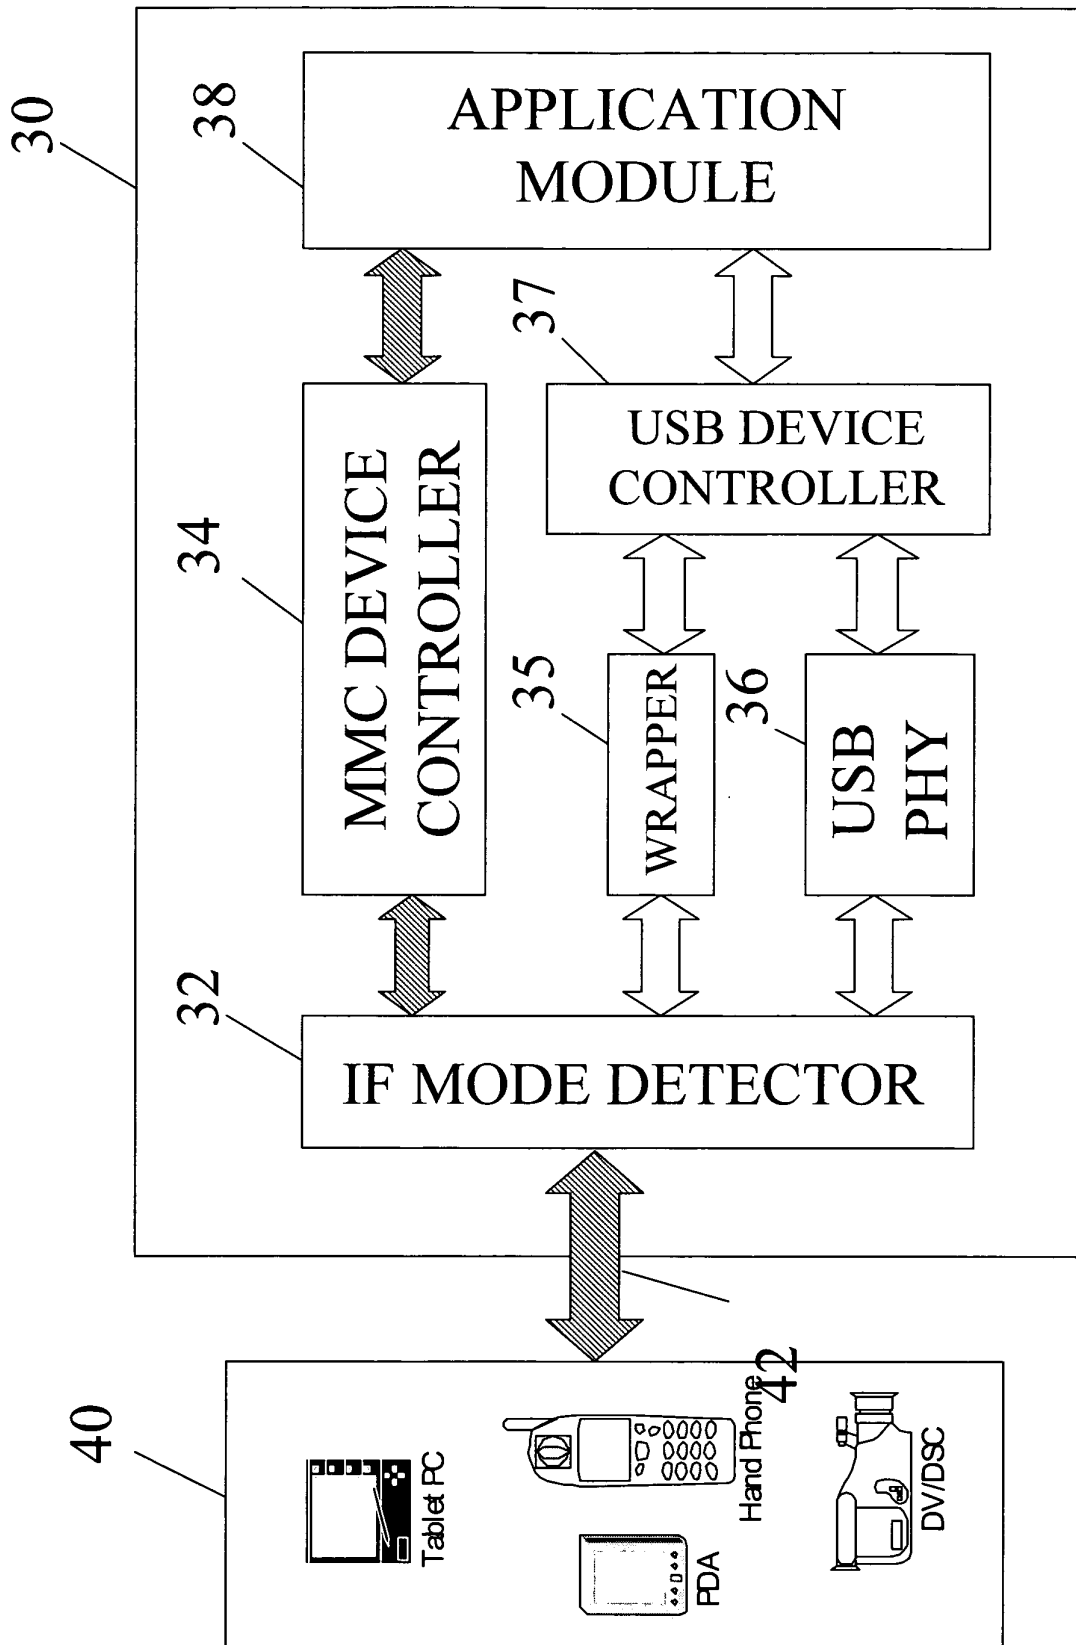 40
Tablet PC
PDA
Hand Phone
DV/DSC
42
30
32
IF MODE DETECTOR
34
MMC DEVICE
CONTROLLER
35
WRAPPER
36
USB
PHY
37
USB DEVICE
CONTROLLER
38
APPLICATION
MODULE